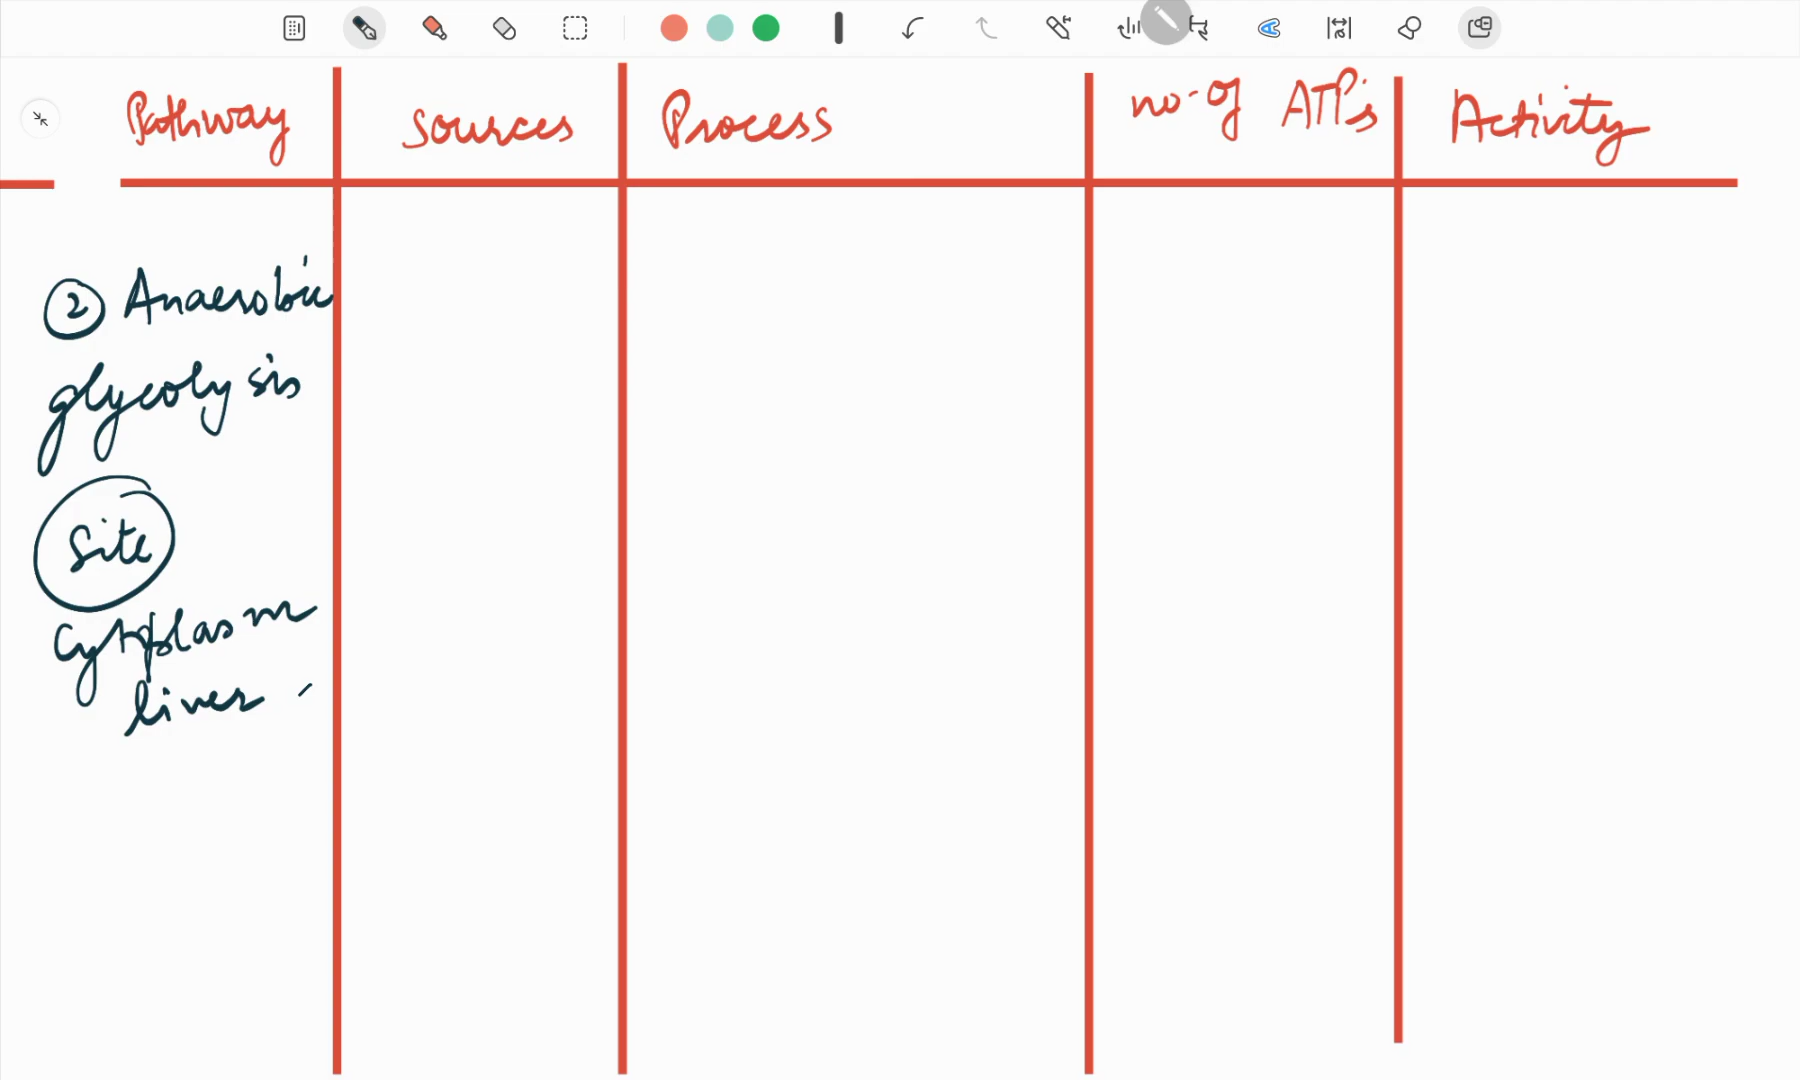 Pathway Sources Process no. of ATP's Activity
② Anaerobic
glycolysis
Site
Cytoplasm
liver